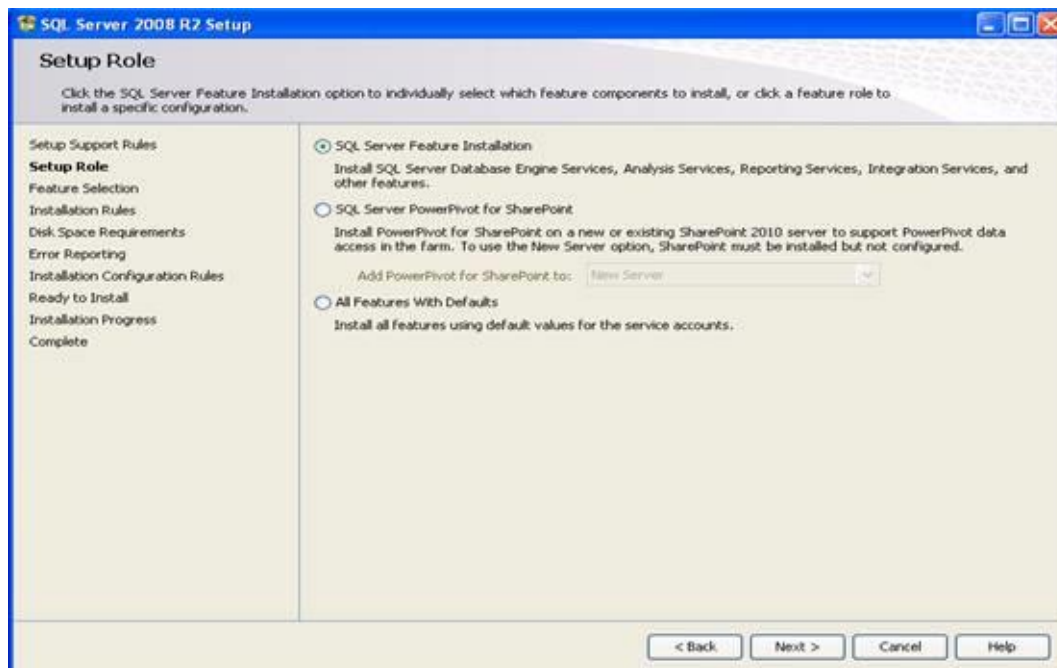 SQL Server 2008 R2 Setup
Setup Role
Click the SQL Server Feature Installation option to individually select which feature components to install, or click a feature role to
install a specific configuration.
Setup Support Rules
Setup Role
Feature Selection
Installation Rules
Disk Space Requirements
Error Reporting
Installation Configuration Rules
Ready to Install
Installation Progress
Complete
SQL Server Feature Installation
Install SQL Server Database Engine Services, Analysis Services, Reporting Services, Integration Services, and
other features.
SQL Server PowerPivot for SharePoint
Install PowerPivot for SharePoint on a new or existing SharePoint 2010 server to support PowerPivot data
access in the farm. To use the New Server option, SharePoint must be installed but not configured.
Add PowerPivot for SharePoint to: New Server
All Features With Defaults
Install all features using default values for the service accounts.
< Back Next > Cancel Help